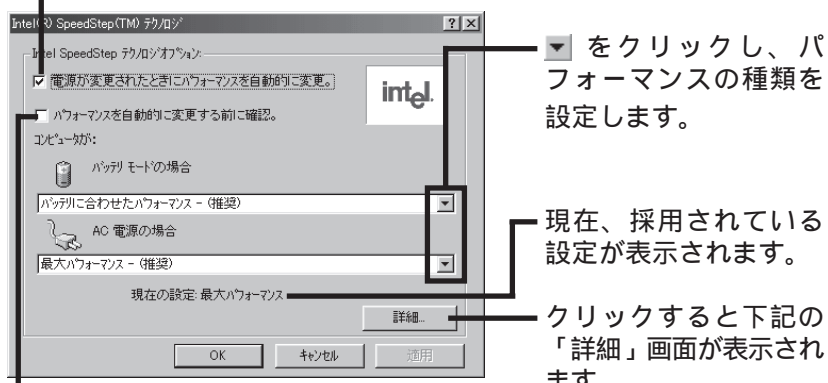 Intel(R) SpeedStep(TM) テクノロジ
Intel SpeedStep テクノロジオプション:
電源が変更されたときにパフォーマンスを自動的に変更。
intel.
パフォーマンスを自動的に変更する前に確認。
コンピュータが:
バッテリ モードの場合
バッテリに合わせたパフォーマンス - (推奨)
AC 電源の場合
最大パフォーマンス - (推奨)
現在の設定: 最大パフォーマンス
詳細...
OK
キャンセル
適用
をクリックし、パ
フォーマンスの種類を
設定します。
現在、採用されている
設定が表示されます。
クリックすると下記の
「詳細」画面が表示され
ます